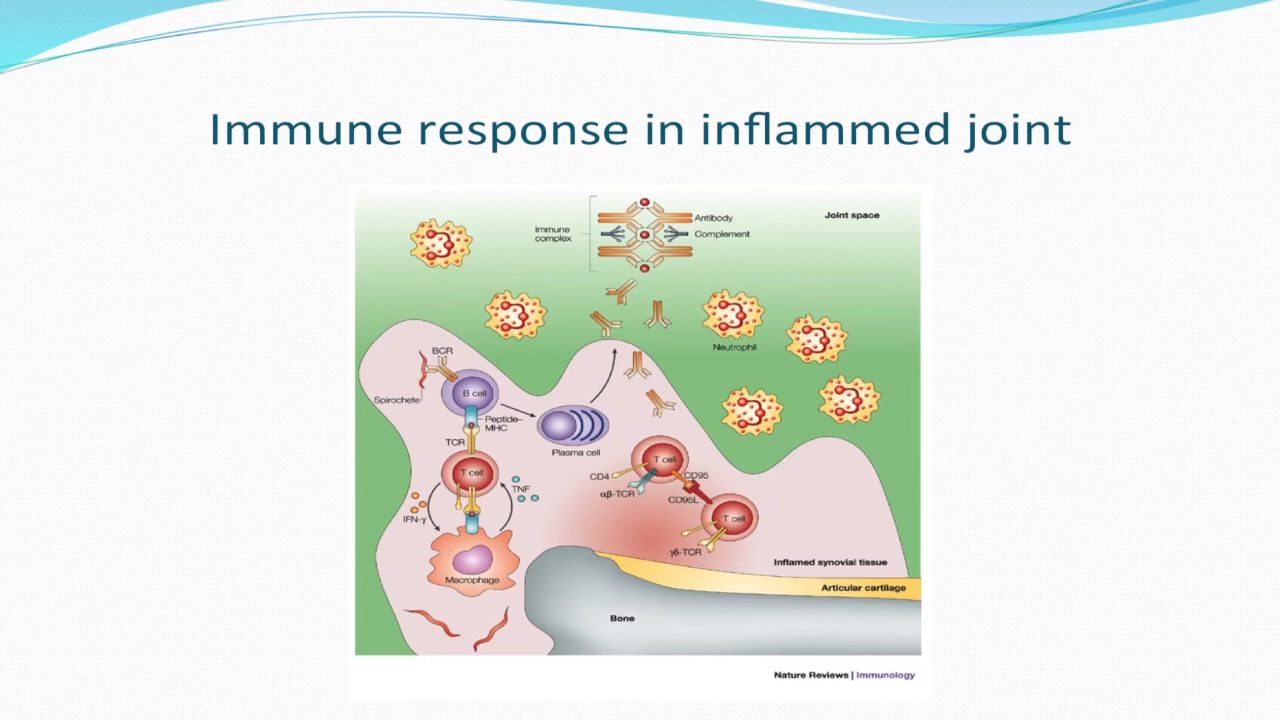 Immune response in inflammed joint
Joint space
Antibody
Immune
complex
Complement
Neutrophil
BCR
B cell
Spirochete
Peptide–
MHC
TCR
Plasma cell
T cell
T cell
CD4
CD95
αβ-TCR
CD95L
TNF
IFN-γ
T cell
γδ-TCR
Macrophage
Inflamed synovial tissue
Articular cartilage
Bone
Nature Reviews | Immunology